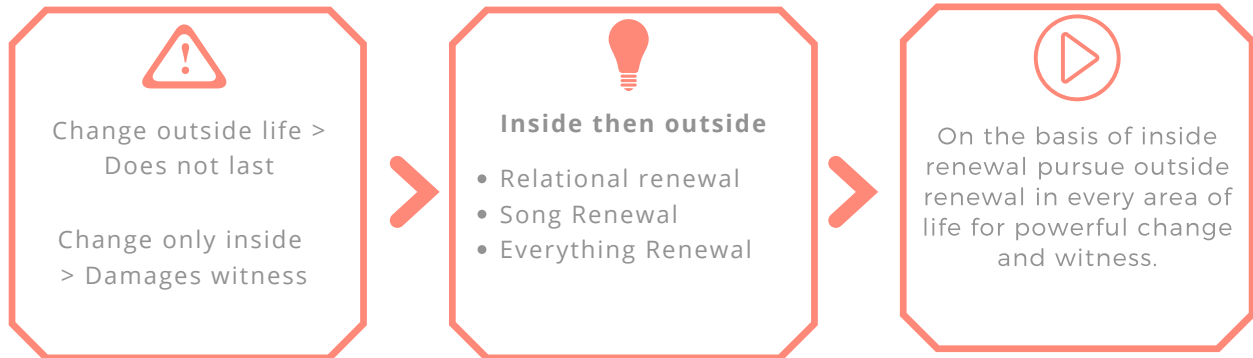 Change outside life >
Does not last
Change only inside
> Damages witness
Inside then outside
• Relational renewal
• Song Renewal
• Everything Renewal
On the basis of inside
renewal pursue outside
renewal in every area of
life for powerful change
and witness.